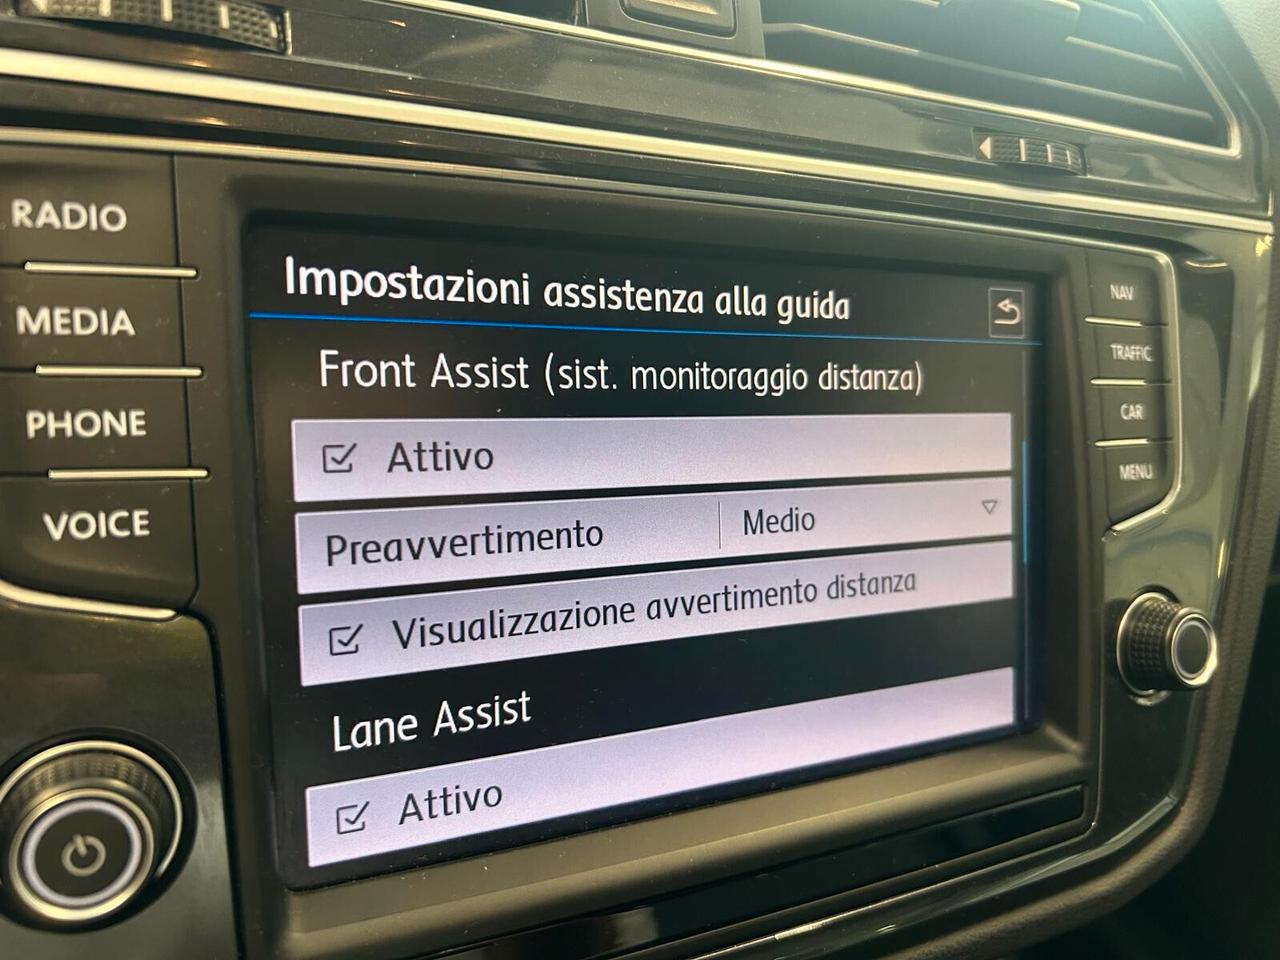 RADIO
MEDIA
PHONE
VOICE
Impostazioni assistenza alla guida
Front Assist (sist. monitoraggio distanza)
Attivo
Preavvertimento Medio
Visualizzazione avvertimento distanza
Lane Assist
Attivo
NAV
TRAFFIC
CAR
MENU